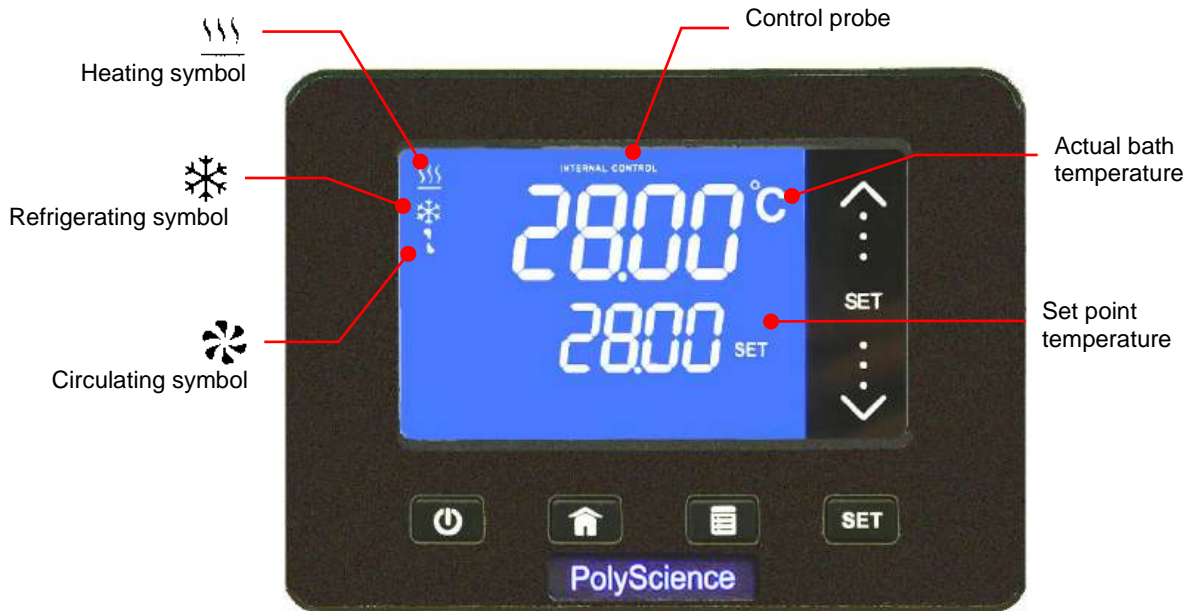 Control probe
Heating symbol
INTERNAL CONTROL
Actual bath
temperature
28.00 °C
Refrigerating symbol
SET
Set point
temperature
28.00 SET
Circulating symbol
SET
PolyScience